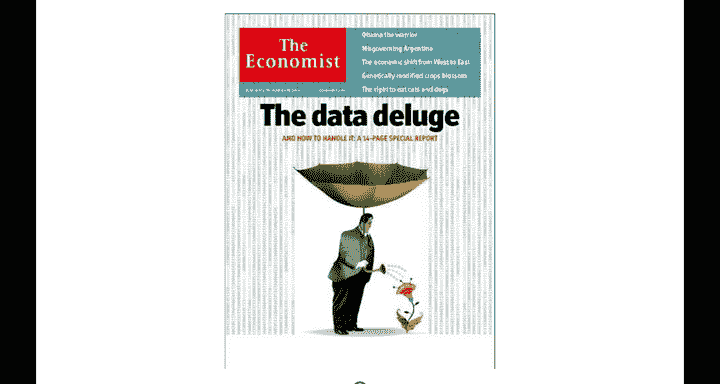 The
Economist
Obama the warrior
Misgoverning Argentina
The economic shift from West to East
Genetically modified crops blossom
The right to eat cats and dogs
The data deluge
AND HOW TO HANDLE IT: A 14-PAGE SPECIAL REPORT